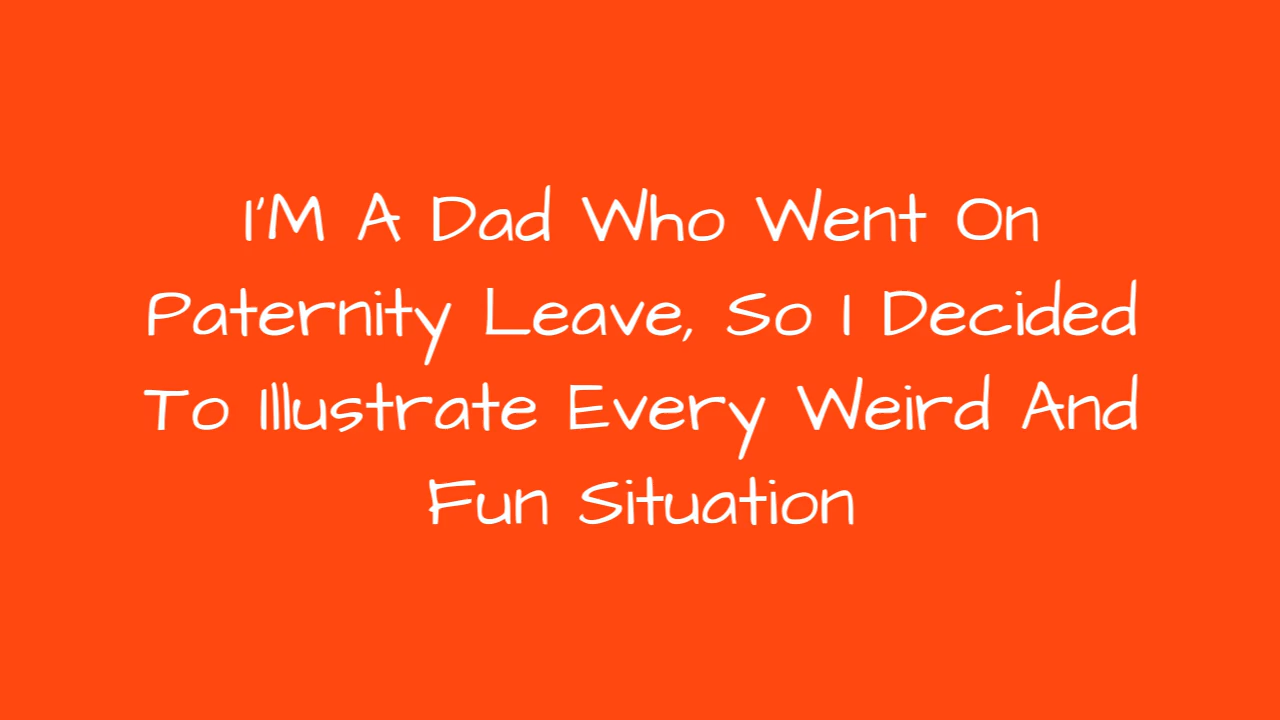 I'M A Dad Who Went On
Paternity Leave, So I Decided
To Illustrate Every Weird And
Fun Situation